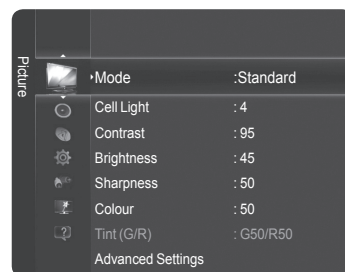 Picture
Mode :Standard
Cell Light : 4
Contrast : 95
Brightness : 45
Sharpness : 50
Colour : 50
Tint (G/R) : G50/R50
Advanced Settings